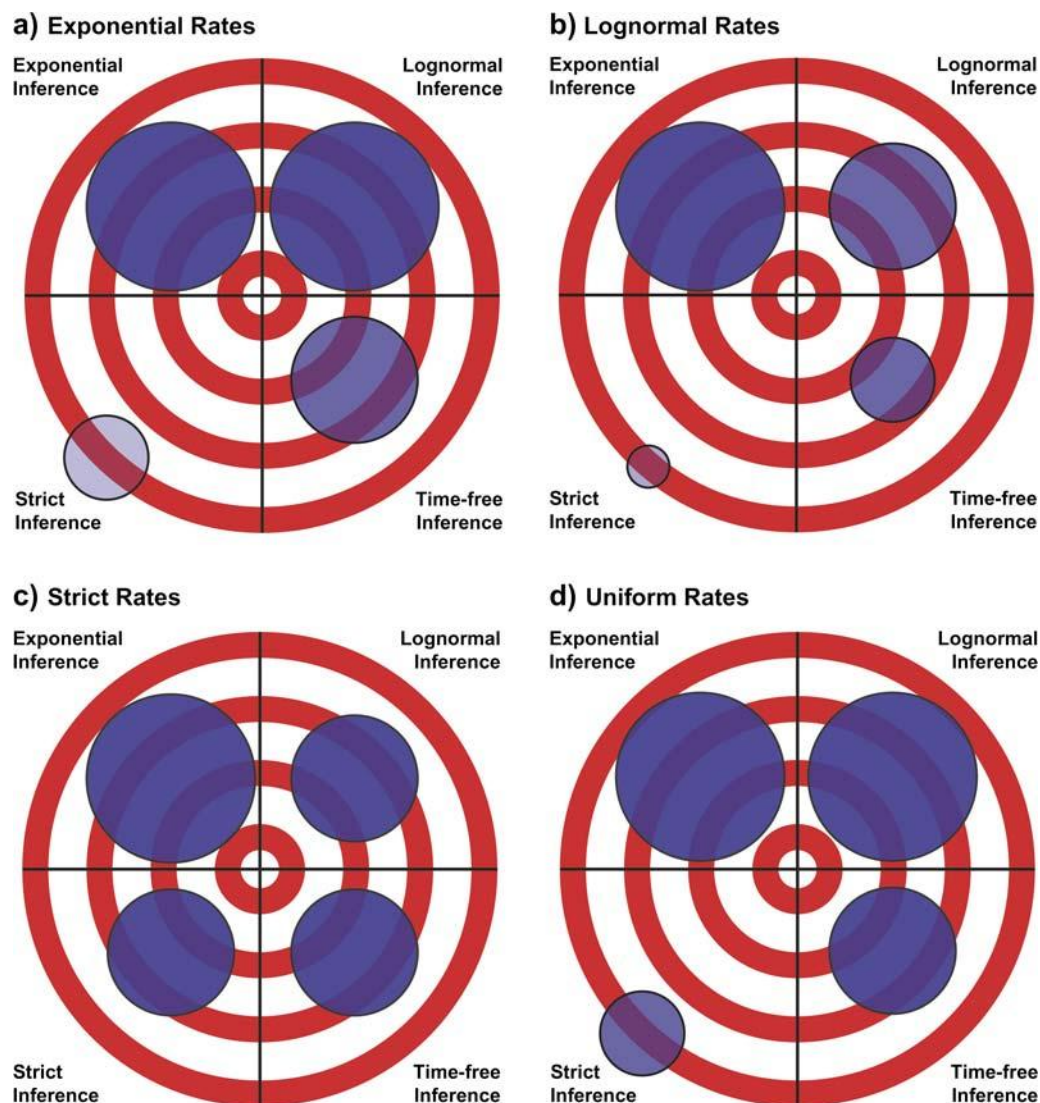 a) Exponential Rates
Exponential
Inference
Lognormal
Inference
Strict
Inference
Time-free
Inference
b) Lognormal Rates
Exponential
Inference
Lognormal
Inference
Strict
Inference
Time-free
Inference
c) Strict Rates
Exponential
Inference
Lognormal
Inference
Strict
Inference
Time-free
Inference
d) Uniform Rates
Exponential
Inference
Lognormal
Inference
Strict
Inference
Time-free
Inference